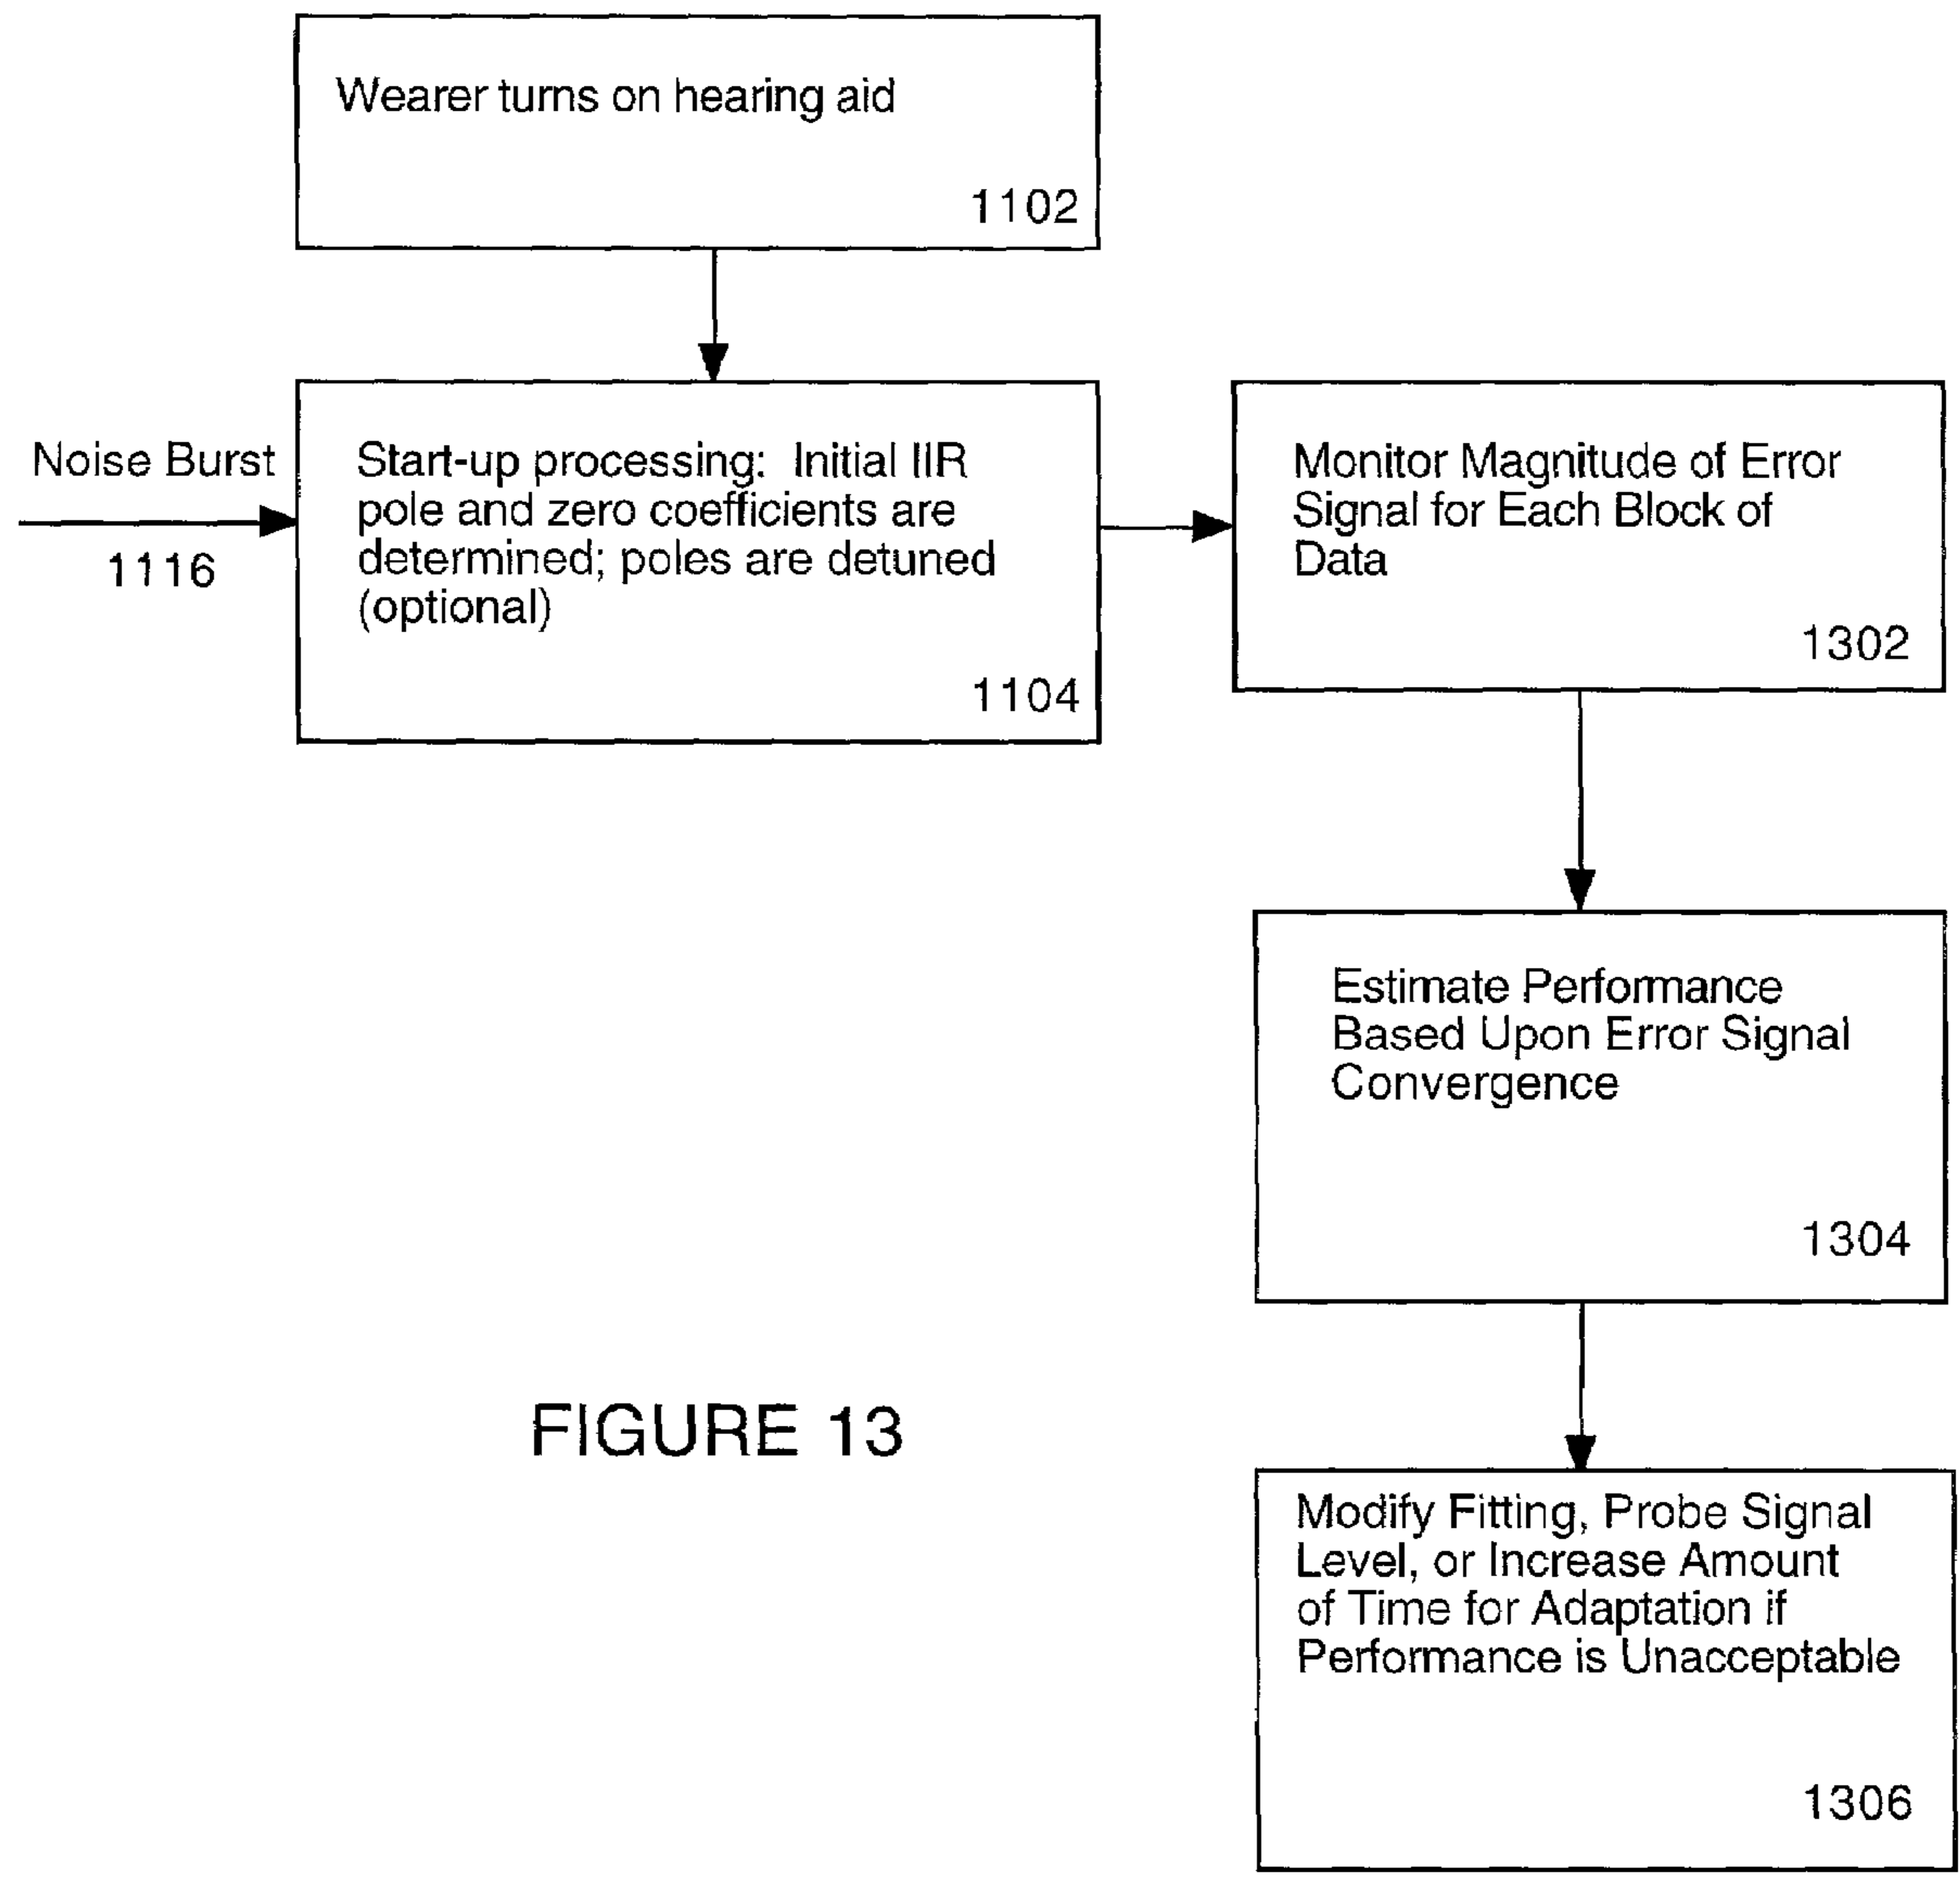 Wearer turns on hearing aid
1102
Noise Burst
1116
Start-up processing: Initial IIR
pole and zero coefficients are
determined; poles are detuned
(optional)
1104
Monitor Magnitude of Error
Signal for Each Block of
Data
1302
Estimate Performance
Based Upon Error Signal
Convergence
1304
FIGURE 13
Modify Fitting, Probe Signal
Level, or Increase Amount
of Time for Adaptation if
Performance is Unacceptable
1306